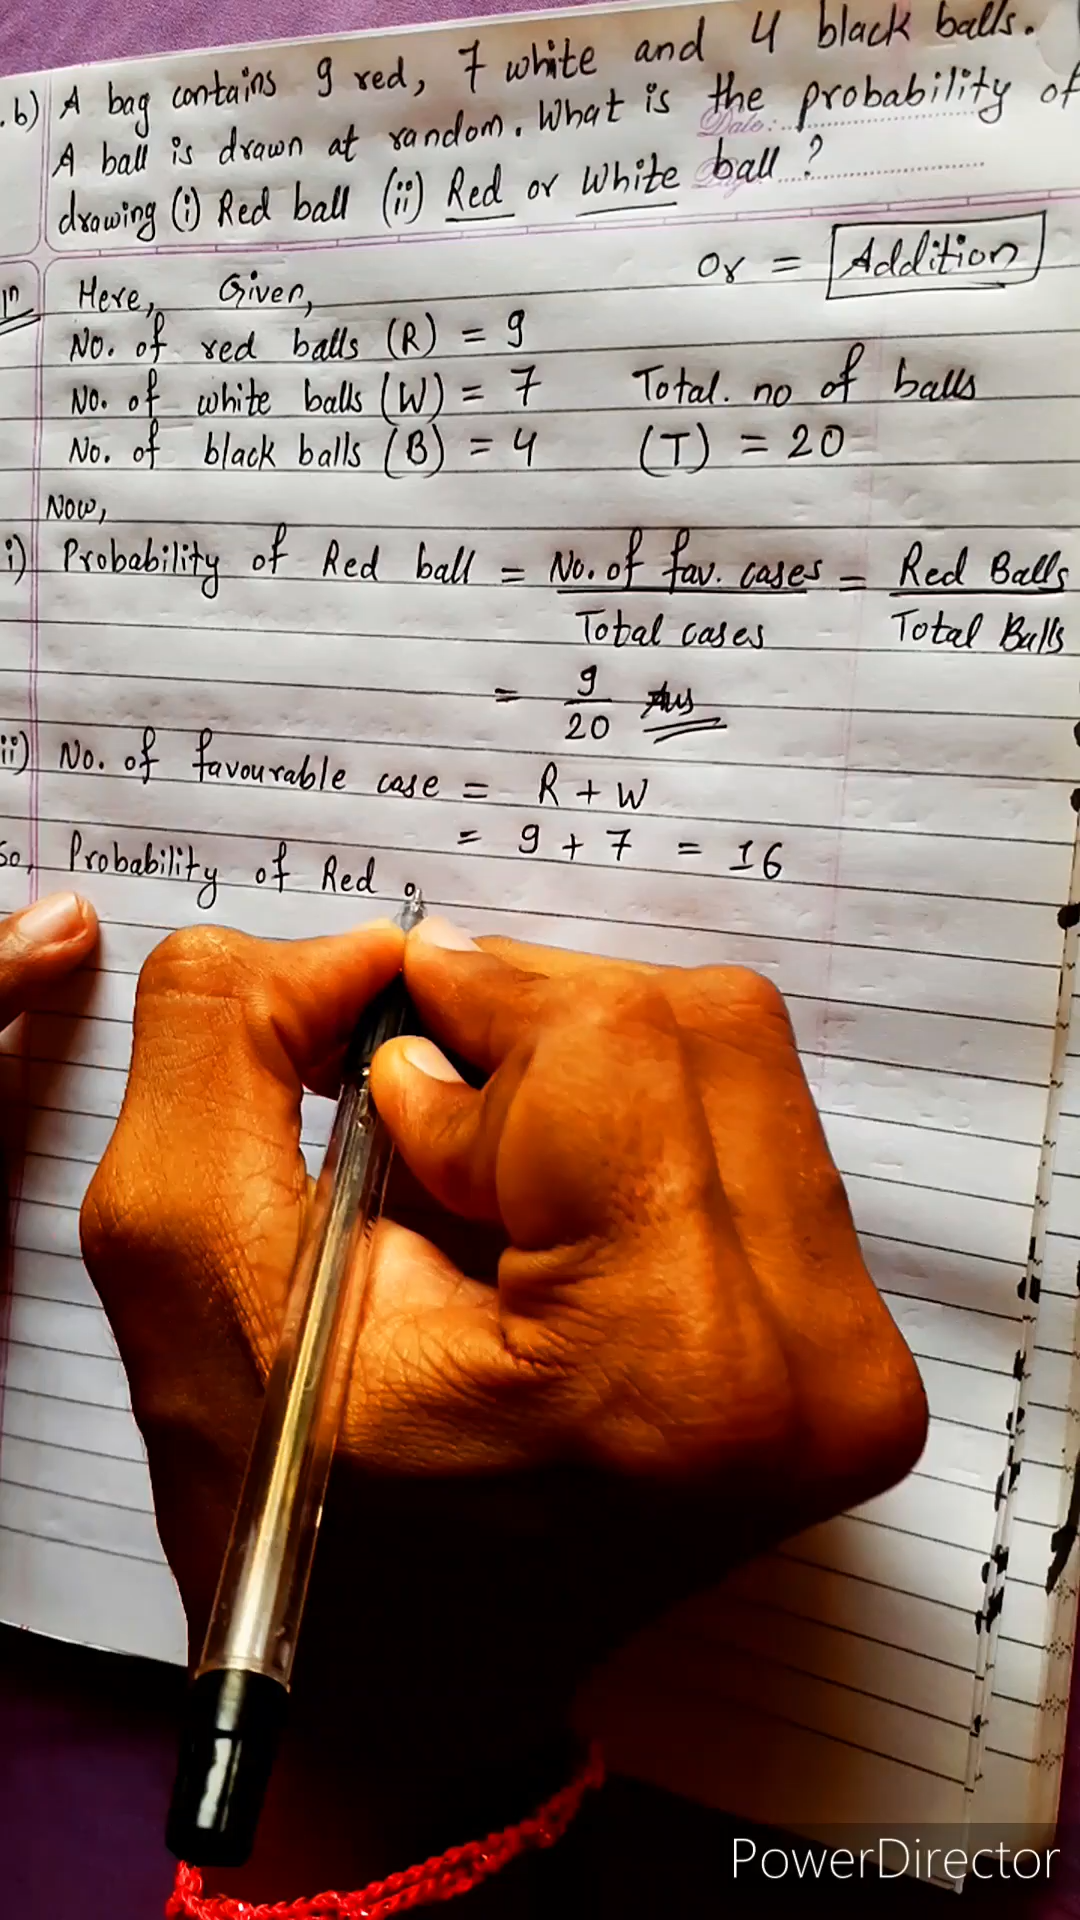 .b) A bag contains 9 red, 7 white and 4 black balls.
A ball is drawn at random. What is the probability of
Date:
drawing (i) Red ball (ii) Red or White ball ?
Or = Addition
Here, Given,
No. of red balls (R) = 9
No. of white balls (W) = 7 Total. no of balls
No. of black balls (B) = 4 (T) = 20
Now,
i) Probability of Red ball = No. of fav. cases = Red Balls
Total cases Total Balls
= 9
20 Ans
ii) No. of favourable case = R + W
= 9 + 7 = 16
So, Probability of Red o
PowerDirector